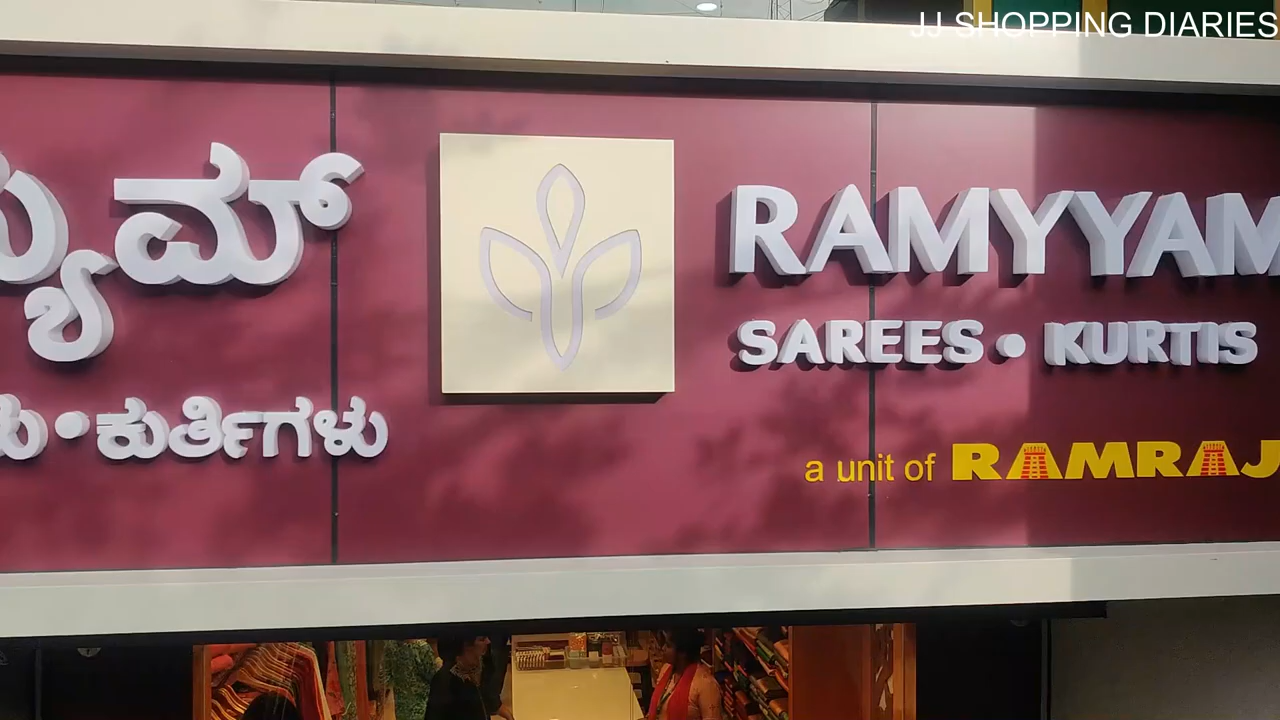 JJ SHOPPING DIARIES
RAMYYAM
SAREES • KURTIS
ಕುರ್ತಿಗಳು
a unit of RAMRAJ